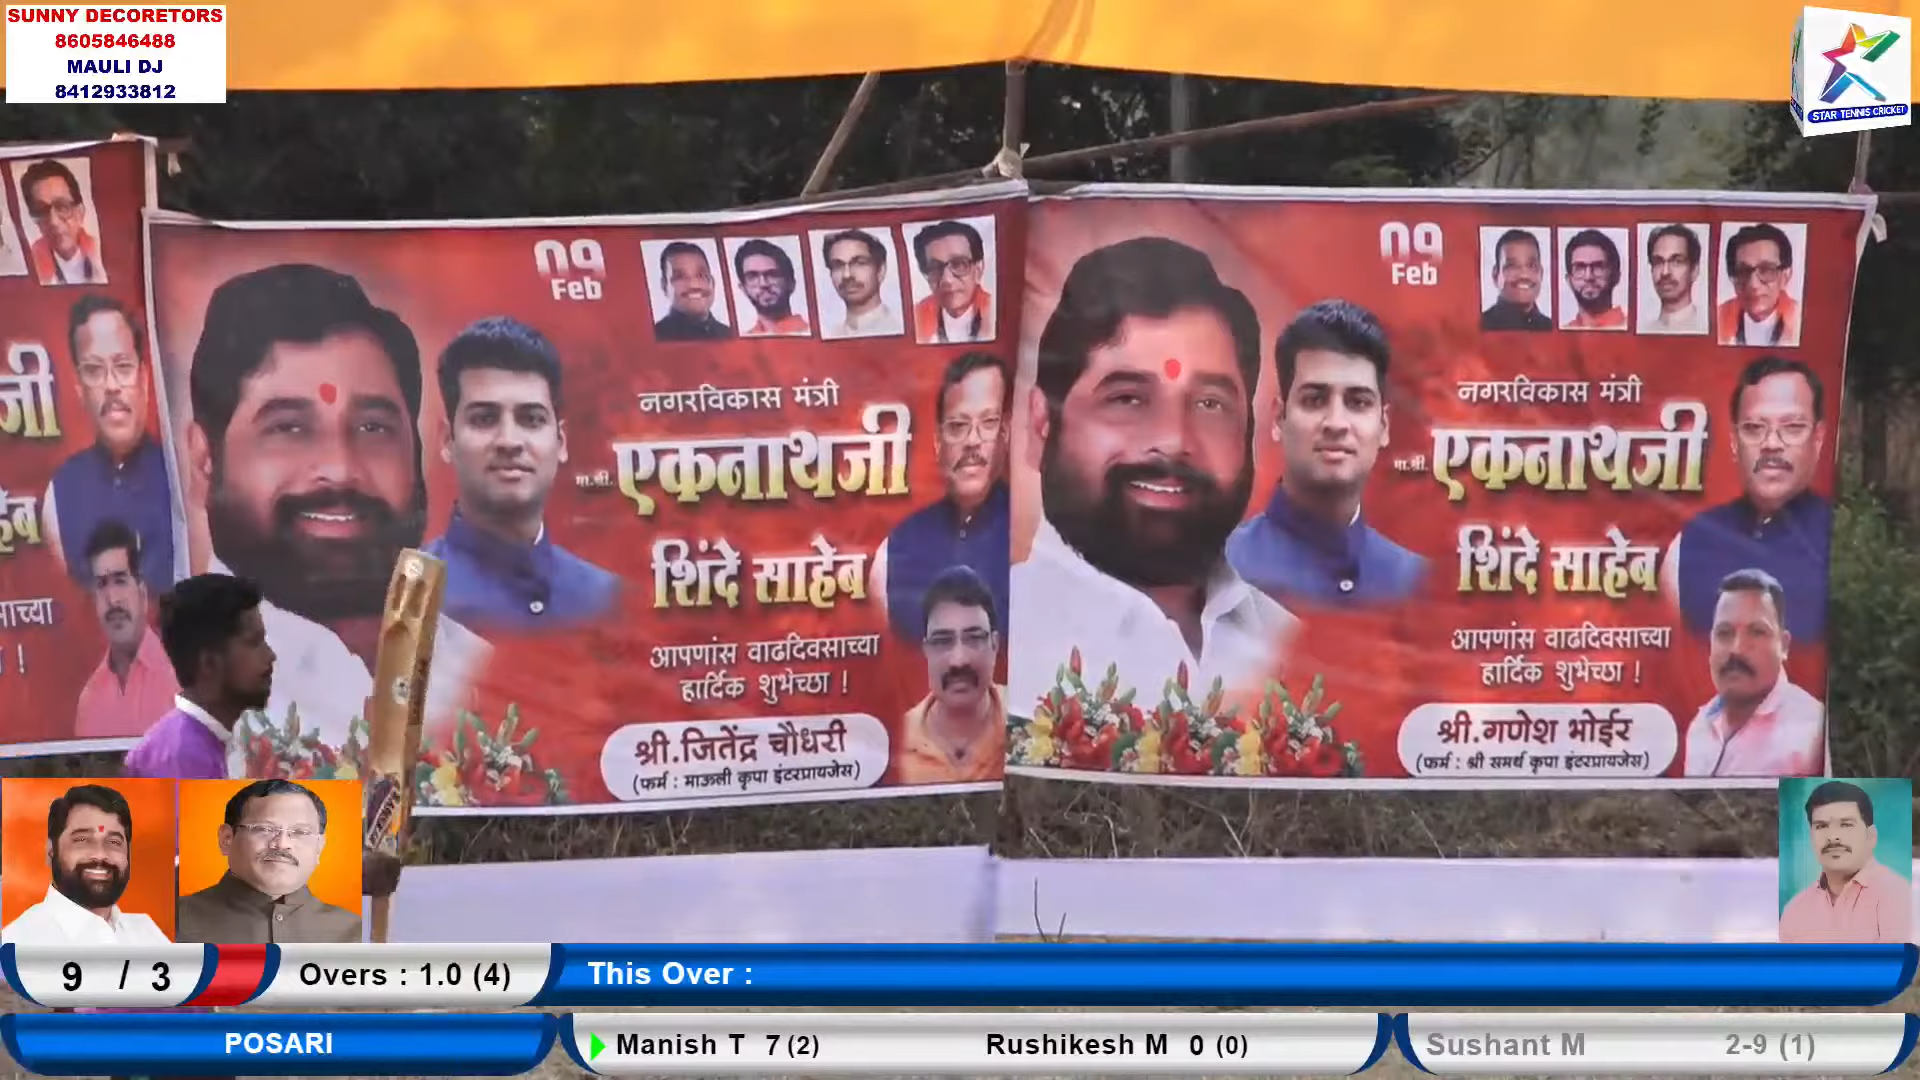 SUNNY DECORETORS
8605846488
MAULI DJ
8412933812
STAR TENNIS CRICKET
09
Feb
नगरविकास मंत्री
मा.श्री. एकनाथजी
शिंदे साहेब
आपणांस वाढदिवसाच्या
हार्दिक शुभेच्छा !
श्री.जितेंद्र चौधरी
(फर्म : माऊली कृपा इंटरप्रायजेस)
09
Feb
नगरविकास मंत्री
मा.श्री. एकनाथजी
शिंदे साहेब
आपणांस वाढदिवसाच्या
हार्दिक शुभेच्छा !
श्री.गणेश भोईर
(फर्म : श्री समर्थ कृपा इंटरप्रायजेस)
9 / 3
Overs : 1.0 (4)
This Over :
POSARI
Manish T 7 (2)
Rushikesh M 0 (0)
Sushant M 2-9 (1)